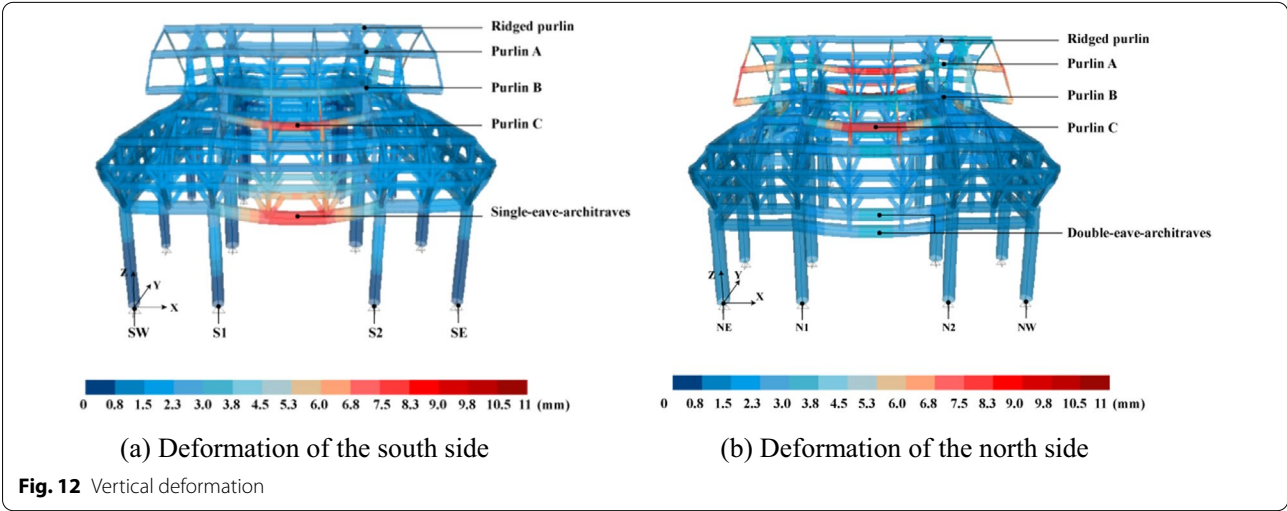 Ridged purlin
Purlin A
Purlin B
Purlin C
Single-eave-architraves
Z
Y
X
SW
S1
S2
SE
0 0.8 1.5 2.3 3.0 3.8 4.5 5.3 6.0 6.8 7.5 8.3 9.0 9.8 10.5 11 (mm)
(a) Deformation of the south side
Ridged purlin
Purlin A
Purlin B
Purlin C
Double-eave-architraves
Z
Y
X
NE
N1
N2
NW
0 0.8 1.5 2.3 3.0 3.8 4.5 5.3 6.0 6.8 7.5 8.3 9.0 9.8 10.5 11 (mm)
(b) Deformation of the north side
Fig. 12 Vertical deformation